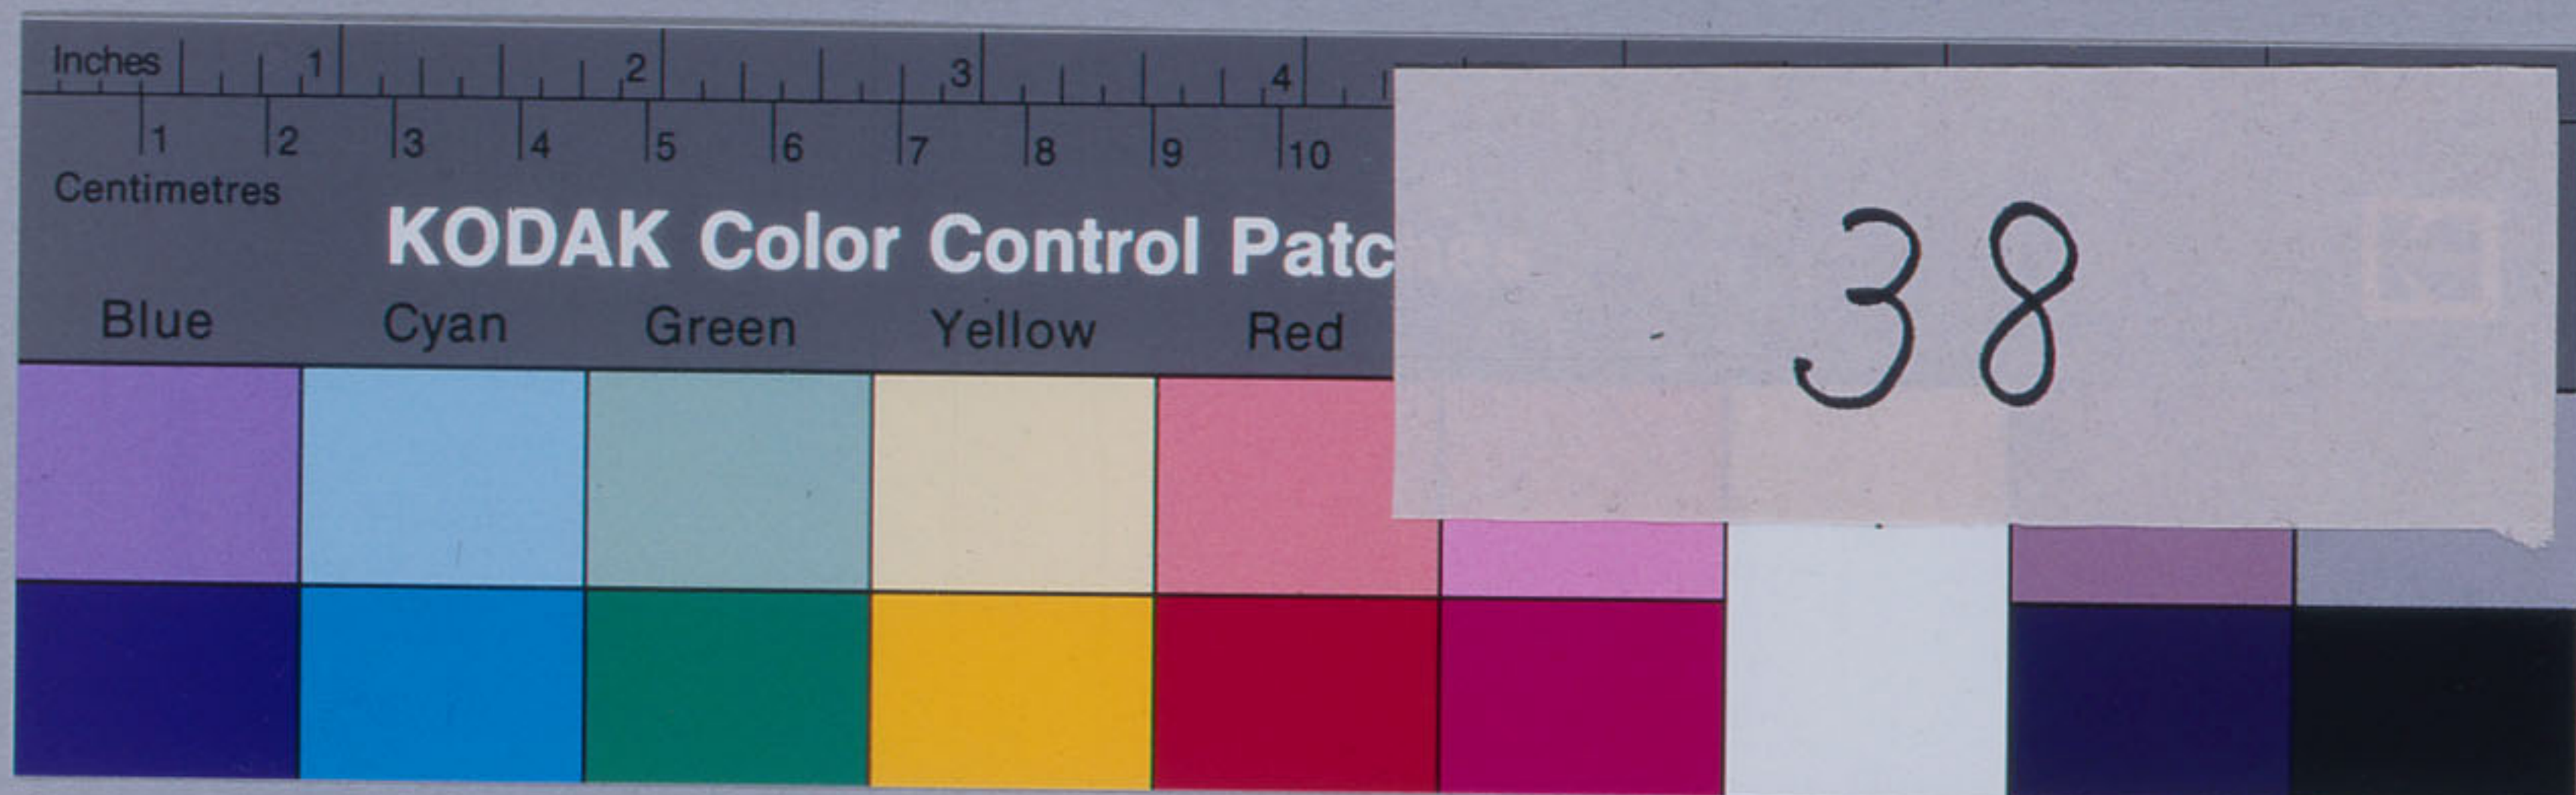 Inches 1 2 3 4
1 2 3 4 5 6 7 8 9 10
Centimetres
KODAK Color Control Patc
Blue Cyan Green Yellow Red
38